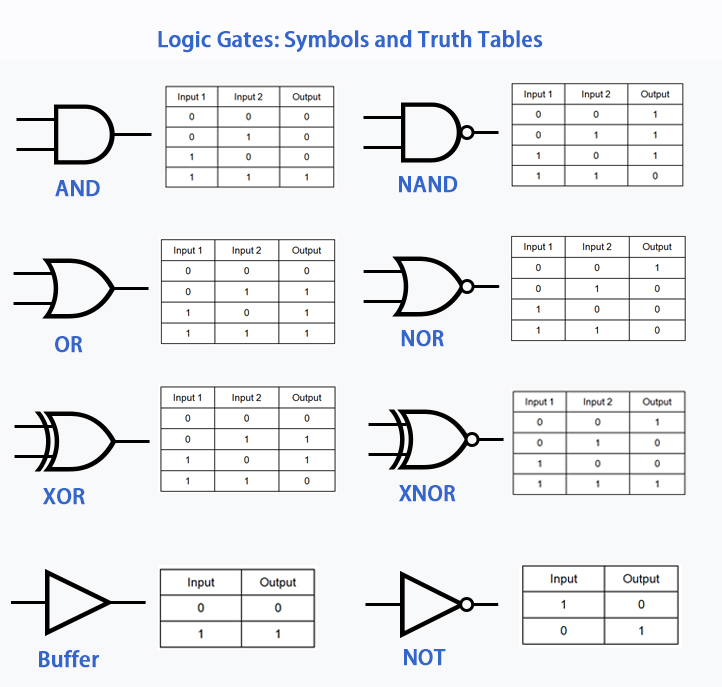 Logic Gates: Symbols and Truth Tables
Input 1 Input 2 Output
0 0 0
0 1 0
1 0 0
1 1 1
AND
Input 1 Input 2 Output
0 0 1
0 1 1
1 0 1
1 1 0
NAND
Input 1 Input 2 Output
0 0 0
0 1 1
1 0 1
1 1 1
OR
Input 1 Input 2 Output
0 0 1
0 1 0
1 0 0
1 1 0
NOR
Input 1 Input 2 Output
0 0 0
0 1 1
1 0 1
1 1 0
XOR
Input 1 Input 2 Output
0 0 1
0 1 0
1 0 0
1 1 1
XNOR
Input Output
0 0
1 1
Buffer
Input Output
1 0
0 1
NOT